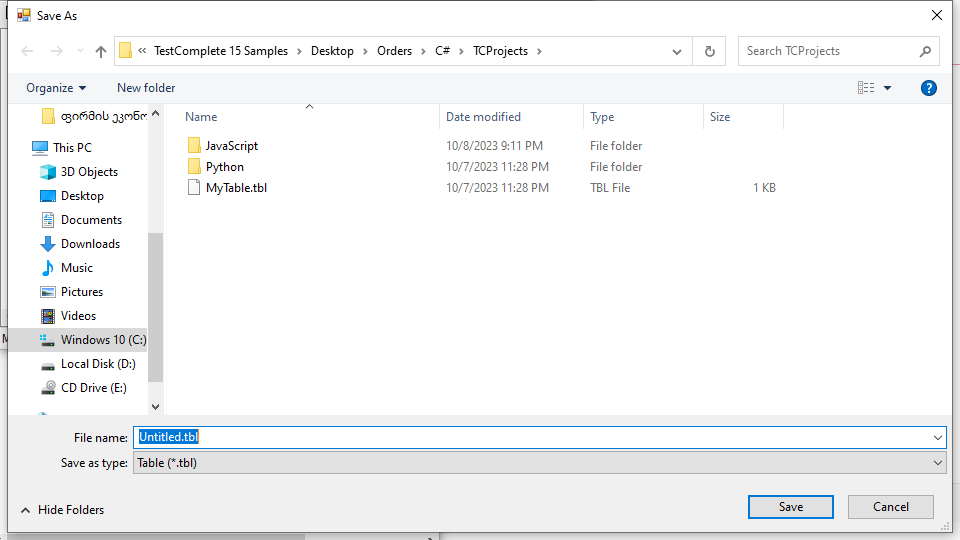 Save As
« TestComplete 15 Samples > Desktop > Orders > C# > TCProjects >
Search TCProjects
Organize
New folder
?
Name
Date modified
Type
Size
ფირმის ეკონო
This PC
3D Objects
Desktop
Documents
Downloads
Music
Pictures
Videos
Windows 10 (C:)
Local Disk (D:)
CD Drive (E:)
JavaScript 10/8/2023 9:11 PM File folder
Python 10/7/2023 11:28 PM File folder
MyTable.tbl 10/7/2023 11:28 PM TBL File 1 KB
File name: Untitled.tbl
Save as type: Table (*.tbl)
Hide Folders
Save
Cancel